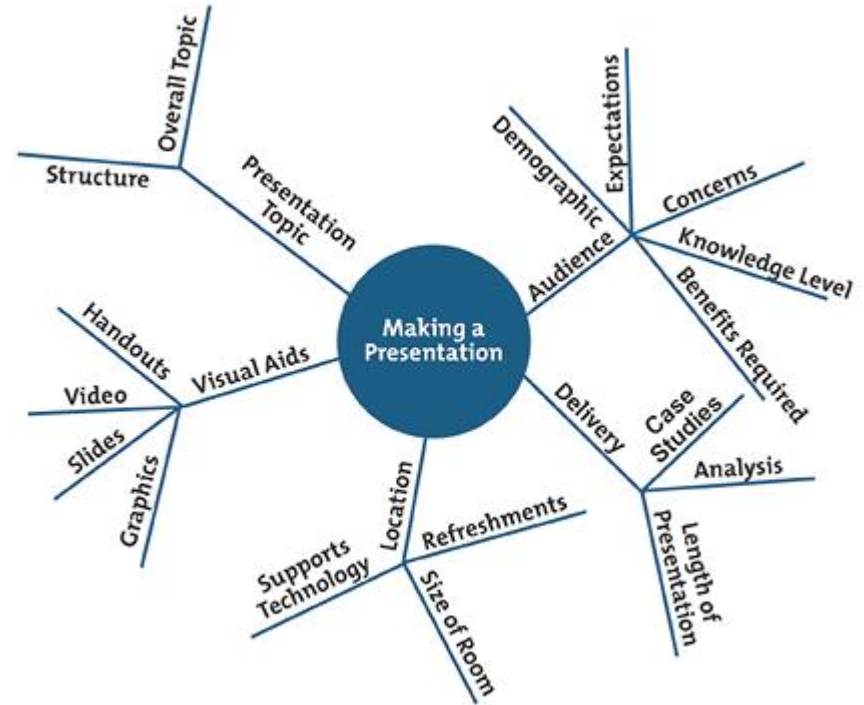 Making a
Presentation
Presentation
Topic
Overall Topic
Structure
Audience
Demographic
Expectations
Concerns
Knowledge Level
Benefits Required
Delivery
Case
Studies
Analysis
Length of
Presentation
Location
Refreshments
Size of Room
Supports
Technology
Visual Aids
Handouts
Video
Slides
Graphics